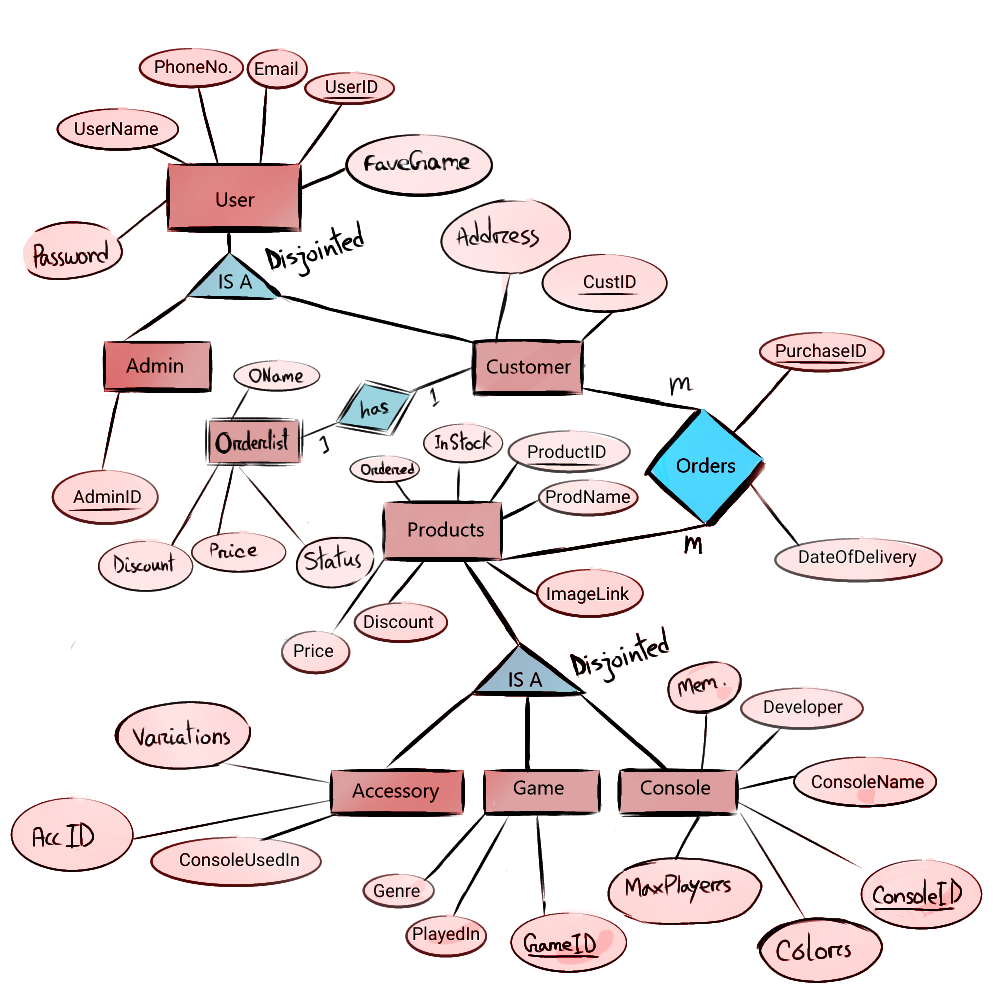 PhoneNo.
Email
UserID
UserName
FaveGame
User
Password
Disjointed
IS A
Address
CustID
Admin
Customer
PurchaseID
OName
has
1
M
Orderlist
1
InStock
ProductID
Orders
Ordered
AdminID
ProdName
Products
M
Discount
Price
Status
DateOfDelivery
ImageLink
Discount
Price
Disjointed
IS A
Mem.
Developer
Variations
Accessory
Game
Console
ConsoleName
Acc ID
ConsoleUsedIn
Genre
MaxPlayers
ConsoleID
PlayedIn
GameID
Colors